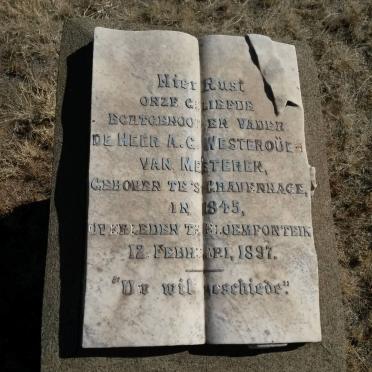 Hier Rust
ONZE GELIEFDE
ECHTGENOOT EN VADER
DE HEER A.C. WESTEROÜEN
VAN MEETEREN,
GEBOREN TE 'S GRAVENHAGE,
IN 1845,
OVERLEDEN TE BLOEMFONTEIN
12 FEBRUARI, 1897.
"Uw wil geschiede".